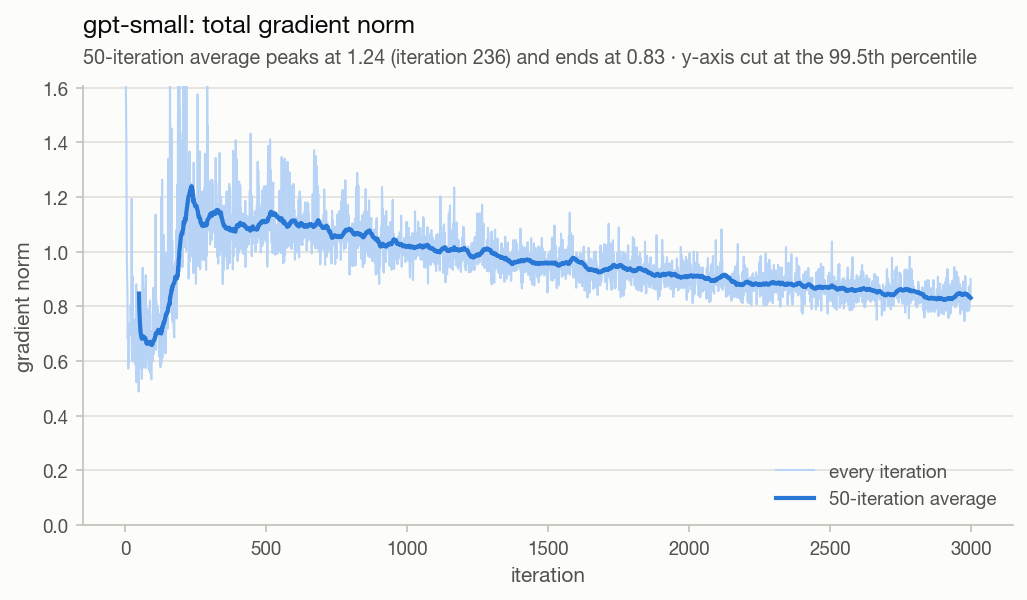 gpt-small: total gradient norm
50-iteration average peaks at 1.24 (iteration 236) and ends at 0.83 · y-axis cut at the 99.5th percentile
1.6
1.4
1.2
1.0
0.8
0.6
0.4
0.2
0.0
gradient norm
every iteration
50-iteration average
0 500 1000 1500 2000 2500 3000
iteration